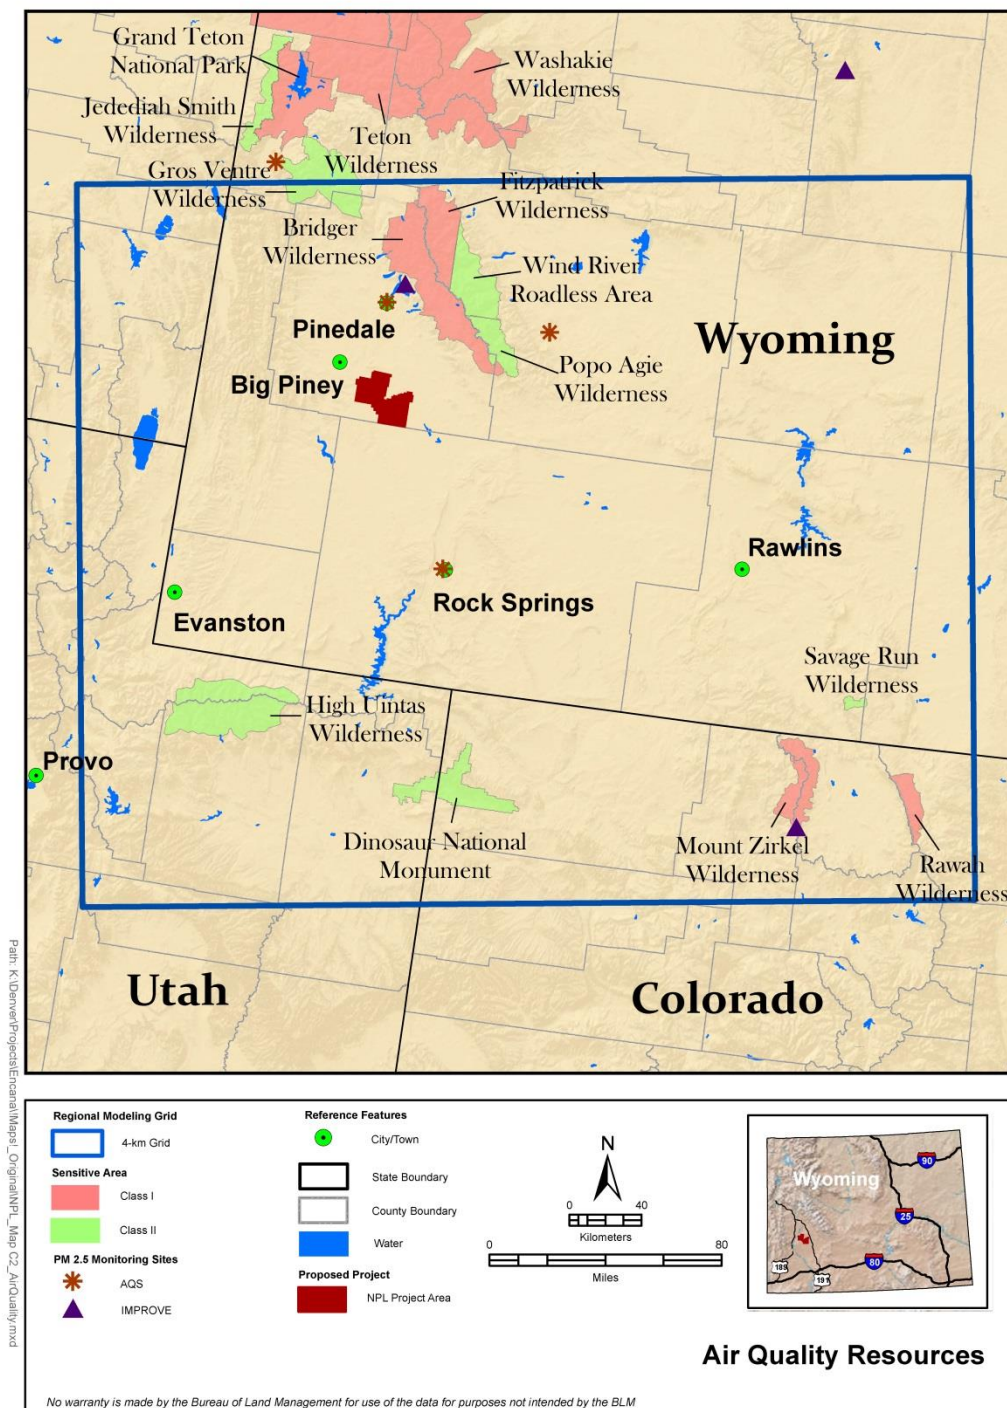 Grand Teton
National Park
Washakie
Wilderness
Jedediah Smith
Wilderness
Teton
Wilderness
Gros Ventre
Wilderness
Fitzpatrick
Wilderness
Bridger
Wilderness
Wind River
Roadless Area
Pinedale
Wyoming
Popo Agie
Wilderness
Big Piney
Rawlins
Rock Springs
Evanston
Savage Run
Wilderness
High Uintas
Wilderness
Provo
Dinosaur National
Monument
Mount Zirkel
Wilderness
Rawah
Wilderness
Utah
Colorado
Path: K:\Denver\Projects\Encana\!Maps!_Original\NPL_Map C2_AirQuality.mxd
Regional Modeling Grid
4-km Grid
Sensitive Area
Class I
Class II
PM 2.5 Monitoring Sites
AQS
IMPROVE
Reference Features
City/Town
State Boundary
County Boundary
Water
Proposed Project
NPL Project Area
N
0 40
Kilometers
0 80
Miles
Wyoming
90
25
80
189
191
Air Quality Resources
No warranty is made by the Bureau of Land Management for use of the data for purposes not intended by the BLM